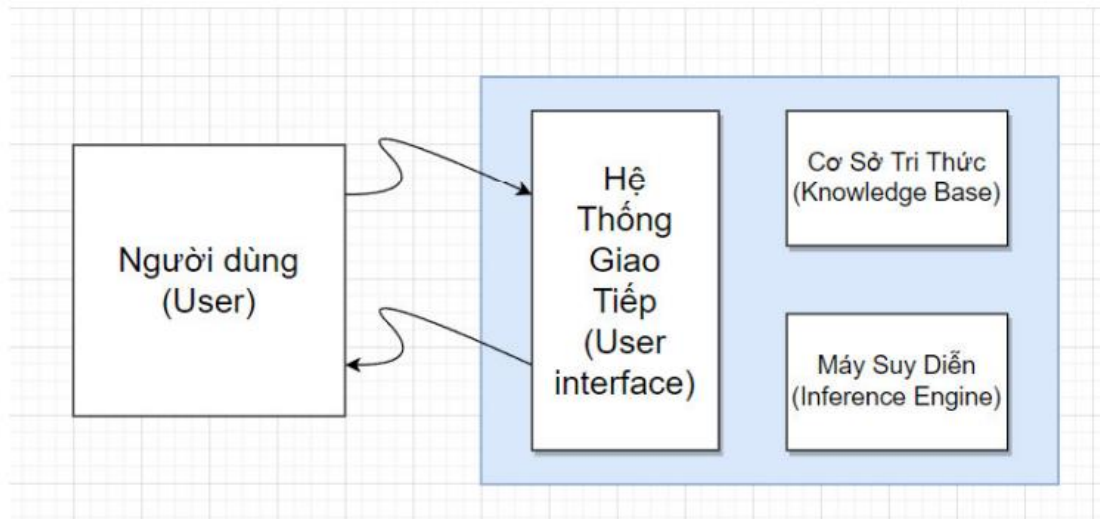 Người dùng
(User)
Hệ
Thống
Giao
Tiếp
(User
interface)
Cơ Sở Tri Thức
(Knowledge Base)
Máy Suy Diễn
(Inference Engine)